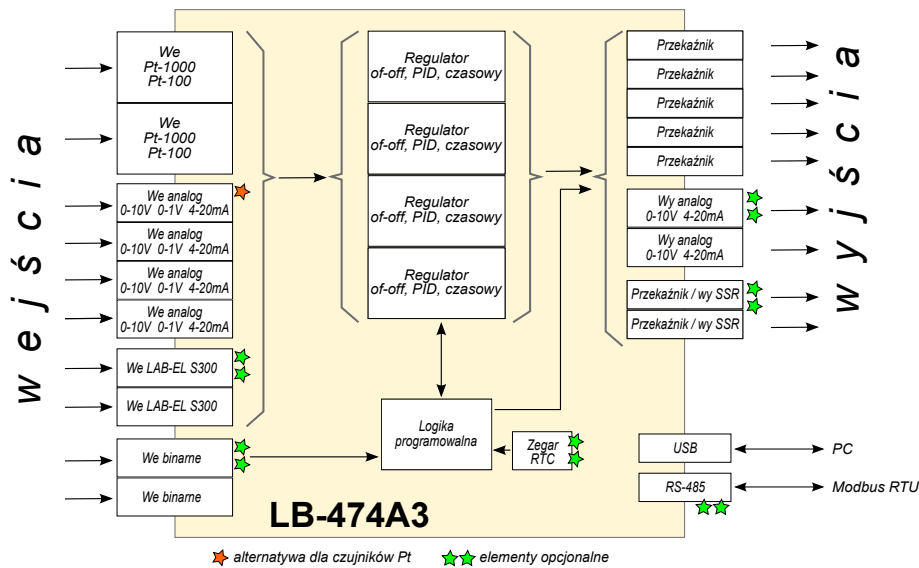 wejścia
We
Pt-1000
Pt-100
We
Pt-1000
Pt-100
We analog
0-10V 0-1V 4-20mA
We analog
0-10V 0-1V 4-20mA
We analog
0-10V 0-1V 4-20mA
We analog
0-10V 0-1V 4-20mA
We LAB-EL S300
We LAB-EL S300
We binarne
We binarne
Regulator
of-off, PID, czasowy
Regulator
of-off, PID, czasowy
Regulator
of-off, PID, czasowy
Regulator
of-off, PID, czasowy
Logika
programowalna
Zegar
RTC
Przekaźnik
Przekaźnik
Przekaźnik
Przekaźnik
Przekaźnik
Wy analog
0-10V 4-20mA
Wy analog
0-10V 4-20mA
Przekaźnik / wy SSR
Przekaźnik / wy SSR
wyjścia
USB
PC
RS-485
Modbus RTU
LB-474A3
alternatywa dla czujników Pt
elementy opcjonalne